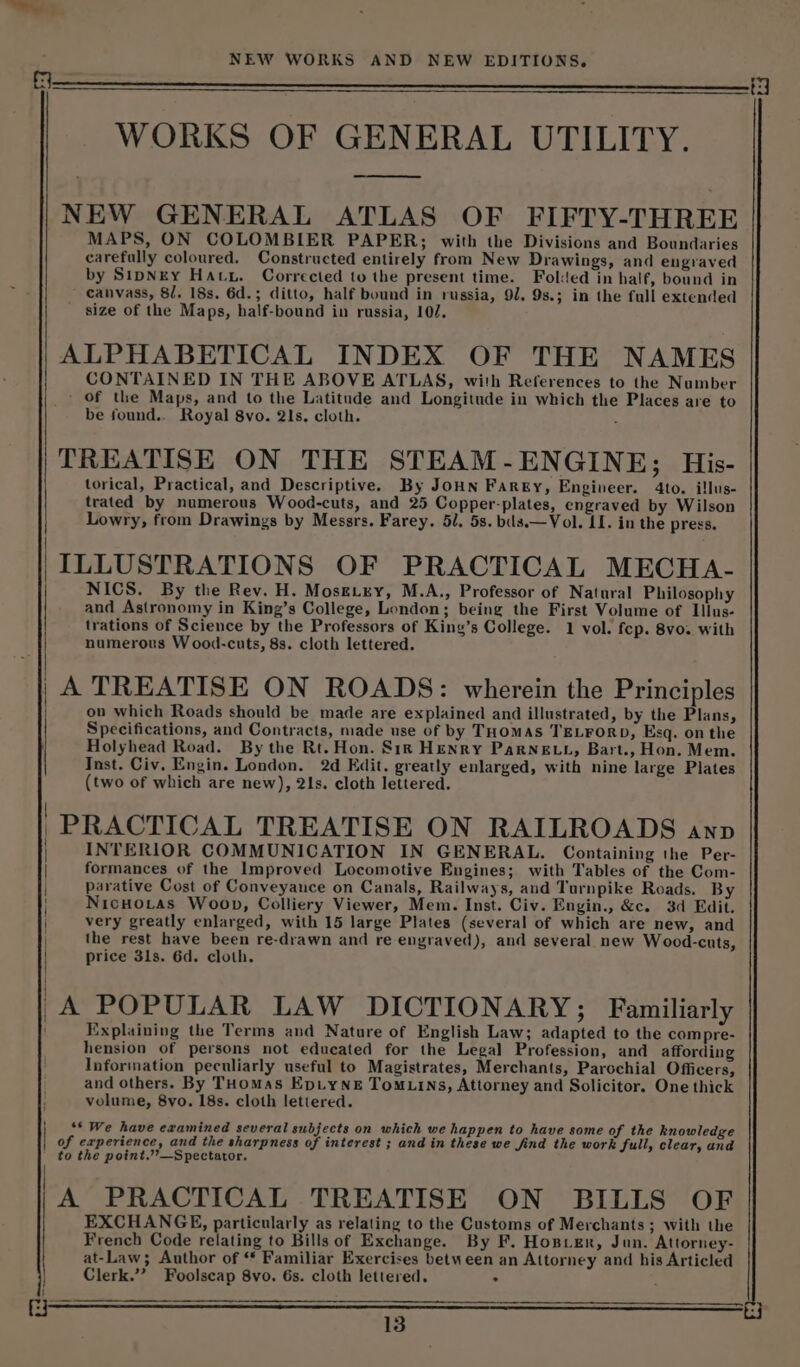 NEW WORKS AND NEW EDITIONS.
WORKS OF GENERAL UTILITY.
NEW GENERAL ATLAS OF FIFTY-THREE
MAPS, ON COLOMBIER PAPER; with the Divisions and Boundaries
carefully coloured. Constructed entirely from New Drawings, and engraved
by SIDNEY HALL. Corrected to the present time. Folded in half, bound in
canvass, 8l. 18s. 6d.; ditto, half bound in russia, 9l. 9s.; in the full extended
size of the Maps, half-bound in russia, 10l.
ALPHABETICAL INDEX OF THE NAMES
CONTAINED IN THE ABOVE ATLAS, with References to the Number
of the Maps, and to the Latitude and Longitude in which the Places are to
be found. Royal 8vo. 21s. cloth.
TREATISE ON THE STEAM-ENGINE; His-
torical, Practical, and Descriptive. By JOHN FAREY, Engineer. 4to. illus-
trated by numerous Wood-cuts, and 25 Copper-plates, engraved by Wilson
Lowry, from Drawings by Messrs. Farey. 5l. 5s. bds.—Vol. II. in the press.
ILLUSTRATIONS OF PRACTICAL MECHA-
NICS. By the Rev. H. MOSELEY, M.A., Professor of Natural Philosophy
and Astronomy in King's College, London; being the First Volume of Illus-
trations of Science by the Professors of King's College. 1 vol. fcp. 8vo. with
numerous Wood-cuts, 8s. cloth lettered.
A TREATISE ON ROADS: wherein the Principles
on which Roads should be made are explained and illustrated, by the Plans,
Specifications, and Contracts, made use of by THOMAS TELFORD, Esq. on the
Holyhead Road. By the Rt. Hon. SIR HENRY PARNELL, Bart., Hon. Mem.
Inst. Civ. Engin. London. 2d Edit. greatly enlarged, with nine large Plates
(two of which are new), 21s. cloth lettered.
PRACTICAL TREATISE ON RAILROADS AND
INTERIOR COMMUNICATION IN GENERAL. Containing the Per-
formances of the Improved Locomotive Engines; with Tables of the Com-
parative Cost of Conveyance on Canals, Railways, and Turnpike Roads. By
NICHOLAS WOOD, Colliery Viewer, Mem. Inst. Civ. Engin., &c. 3d Edit.
very greatly enlarged, with 15 large Plates (several of which are new, and
the rest have been re-drawn and re-engraved), and several new Wood-cuts,
price 31s. 6d. cloth.
A POPULAR LAW DICTIONARY; Familiarly
Explaining the Terms and Nature of English Law; adapted to the compre-
hension of persons not educated for the Legal Profession, and affording
Information peculiarly useful to Magistrates, Merchants, Parochial Officers,
and others. By THOMAS EDLYNE TOMLINS, Attorney and Solicitor. One thick
volume, 8vo. 18s. cloth lettered.
"We have examined several subjects on which we happen to have some of the knowledge
of experience, and the sharpness of interest; and in these we find the work full, clear, and
to the point."—Spectator.
A PRACTICAL TREATISE ON BILLS OF
EXCHANGE, particularly as relating to the Customs of Merchants; with the
French Code relating to Bills of Exchange. By F. HOBLER, Jun. Attorney-
at-Law; Author of "Familiar Exercises between an Attorney and his Articled
Clerk." Foolscap 8vo. 6s. cloth lettered.
13